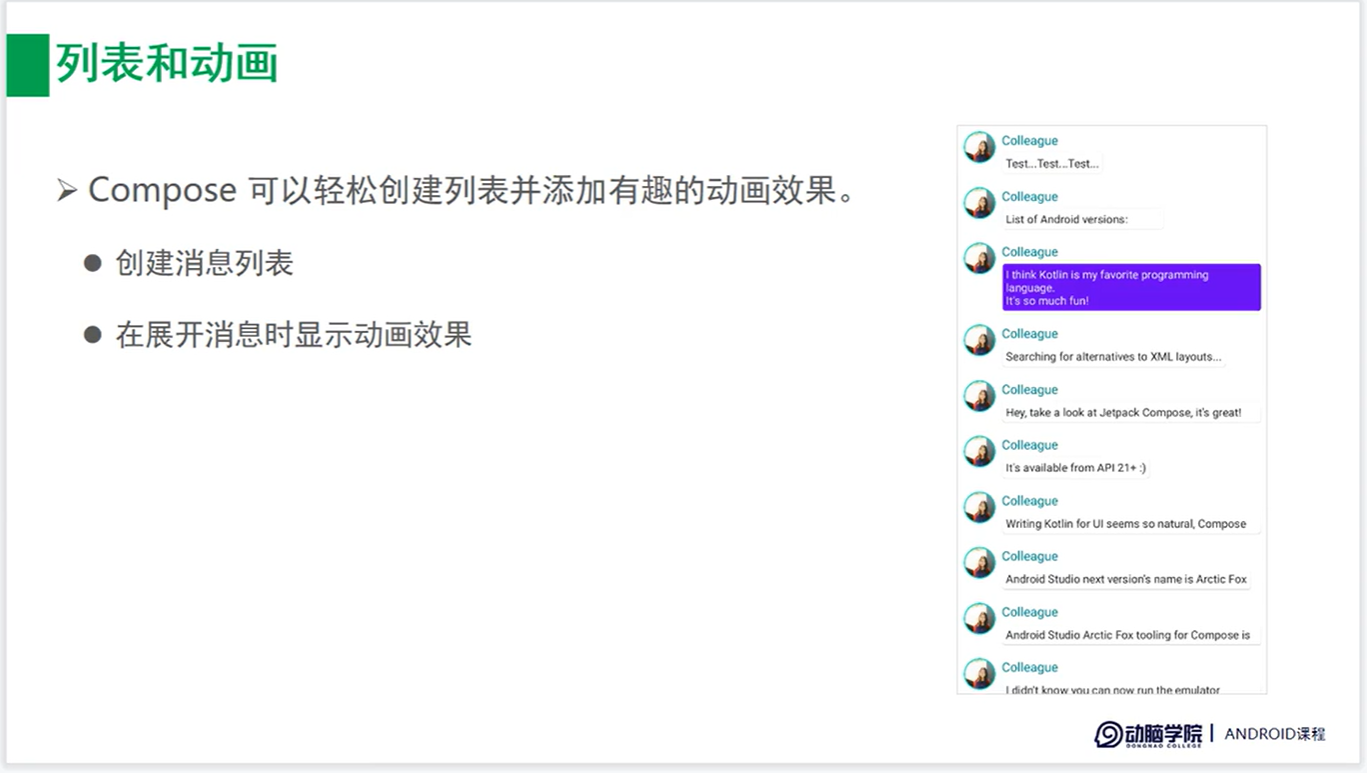 列表和动画
Compose 可以轻松创建列表并添加有趣的动画效果。
创建消息列表
在展开消息时显示动画效果
Colleague
Test...Test...Test...
Colleague
List of Android versions:
Colleague
I think Kotlin is my favorite programming
language.
It's so much fun!
Colleague
Searching for alternatives to XML layouts...
Colleague
Hey, take a look at Jetpack Compose, it's great!
Colleague
It's available from API 21+ :)
Colleague
Writing Kotlin for UI seems so natural, Compose
Colleague
Android Studio next version's name is Arctic Fox
Colleague
Android Studio Arctic Fox tooling for Compose is
Colleague
I didn't know you can now run the emulator
动脑学院 | ANDROID课程
DONGNAO COLLEGE